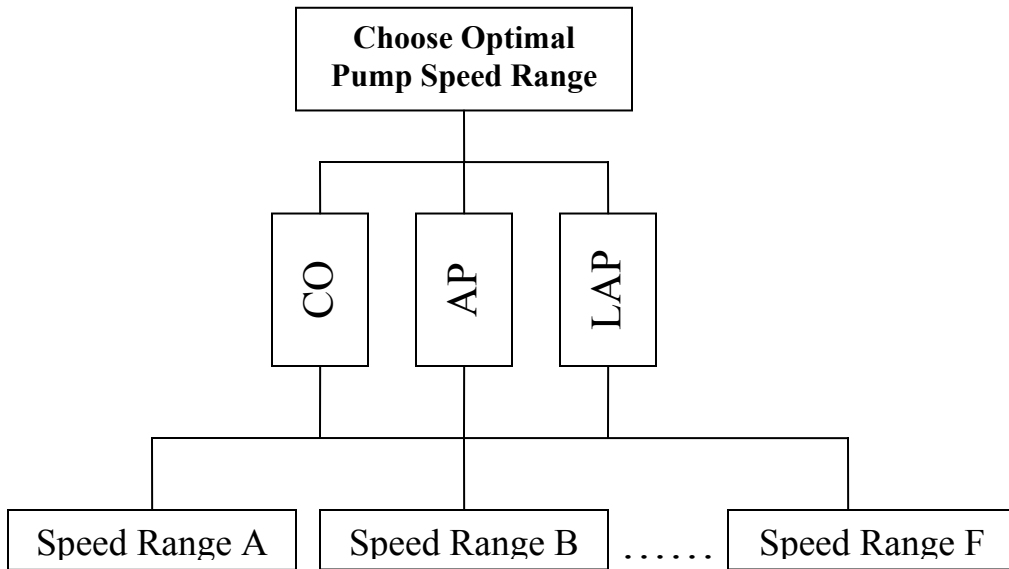 Choose Optimal
Pump Speed Range
CO
AP
LAP
Speed Range A
Speed Range B
......
Speed Range F